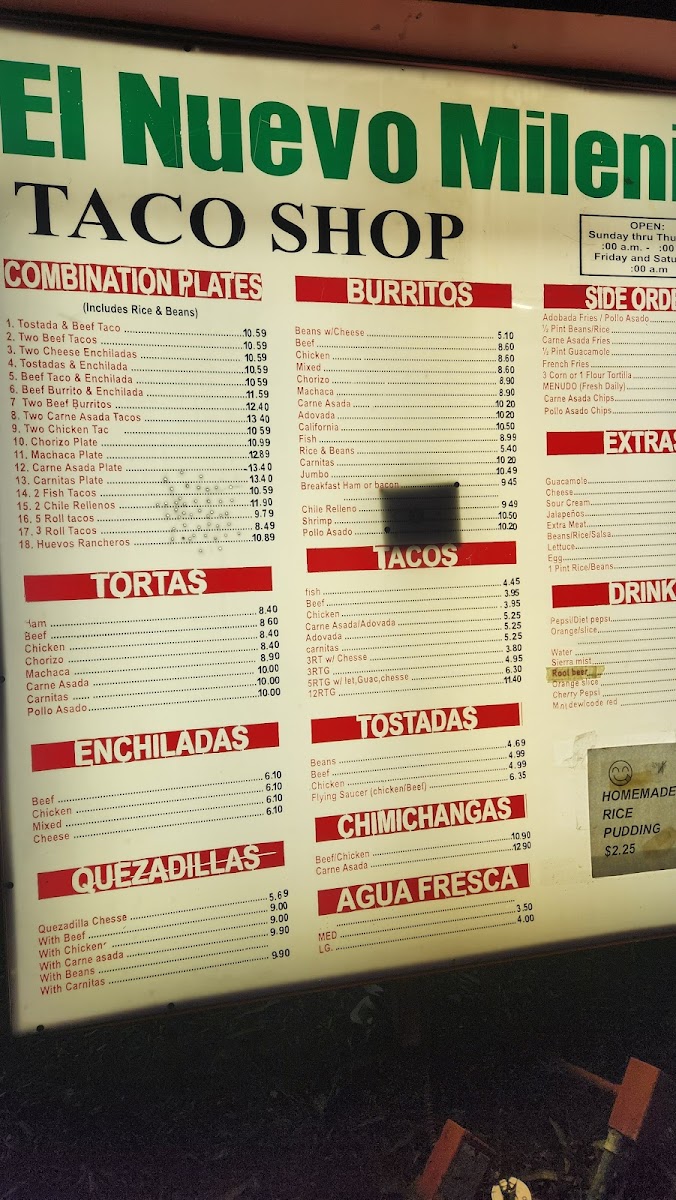 El Nuevo Mileni
TACO SHOP
OPEN:
Sunday thru Thu
:00 a.m. - :00
Friday and Satu
:00 a.m
COMBINATION PLATES
(Includes Rice & Beans)
1. Tostada & Beef Taco 10.59
2. Two Beef Tacos 10.59
3. Two Cheese Enchiladas 10.59
4. Tostadas & Enchilada 10.59
5. Beef Taco & Enchilada 10 59
6. Beef Burrito & Enchilada 11.59
7 Two Beef Burritos 12.40
8. Two Carne Asada Tacos 13 40
9. Two Chicken Tac 10.59
10. Chorizo Plate 10.99
11. Machaca Plate 12.89
12. Carne Asada Plate 13.40
13. Carnitas Plate 13.40
14. 2 Fish Tacos 10.59
15. 2 Chile Rellenos 11.90
16. 5 Roll tacos 9.79
17. 3 Roll Tacos 8.49
18. Huevos Rancheros 10.89
TORTAS
Ham 8.40
Beef 8 60
Chicken 8.40
Chorizo 8.40
Machaca 8.90
Carne Asada 10.00
Carnitas 10.00
Pollo Asado 10.00
ENCHILADAS
Beef 6.10
Chicken 6.10
Mixed 6.10
Cheese 6.10
QUEZADILLAS
Quezadilla Chesse 5.69
With Beef 9.00
With Chicken 9.00
With Carne asada 9.90
With Beans
With Carnitas 9.90
BURRITOS
Beans w/Cheese 5.10
Beef 8.60
Chicken 8.60
Mixed 8.60
Chorizo 8.90
Machaca 8.90
Carne Asada 10 20
Adovada 10.20
California 10.50
Fish 8.99
Rice & Beans 5.40
Carnitas 10 20
Jumbo 10.49
Breakfast Ham or bacon 9 45
Chile Relleno 9 49
Shrimp 10.50
Pollo Asado 10.20
TACOS
fish 4.45
Beef 3.95
Chicken 3.95
Carne Asada/Adovada 5.25
Adovada 5.25
carnitas 5.25
3RT w/ Chesse 3.80
3RTG 4.95
5RTG w/ let,Guac,chesse 6.30
12RTG 11.40
TOSTADAS
Beans 4.69
Beef 4.99
Chicken 4.99
Flying Saucer (chicken/Beef) 6.35
CHIMICHANGAS
Beef/Chicken 10.90
Carne Asada 12 90
AGUA FRESCA
MED 3.50
LG. 4.00
SIDE ORDE
Adobada Fries / Pollo Asado
½ Pint Beans/Rice
Carne Asada Fries
½ Pint Guacamole
French Fries
3 Corn or 1 Flour Tortilla
MENUDO (Fresh Daily)
Carne Asada Chips
Pollo Asado Chips
EXTRAS
Guacamole
Cheese
Sour Cream
Jalapeños
Extra Meat
Beans/Rice/Salsa
Lettuce
Egg
1 Pint Rice/Beans
DRINK
Pepsi/Diet pepsi
Orange/slice
Water
Sierra mist
Root beer
Orange slice
Cherry Pepsi
Mntdew/code red
HOMEMADE
RICE
PUDDING
$2.25